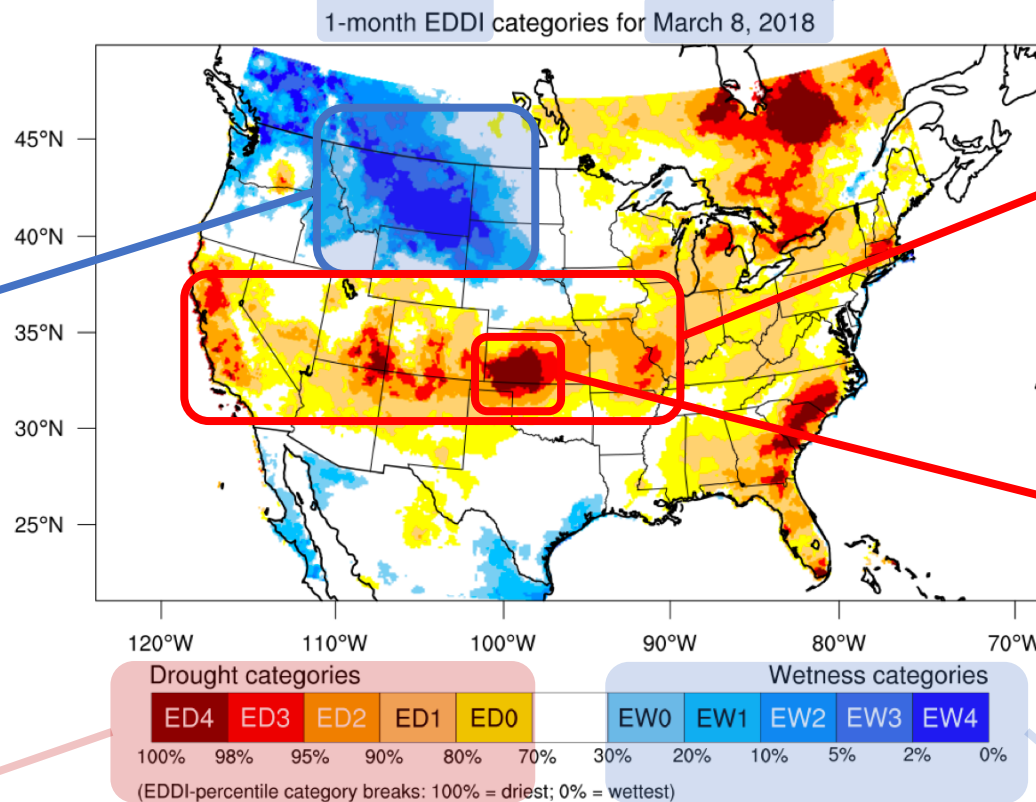 1-month EDDI categories for March 8, 2018
45°N
40°N
35°N
30°N
25°N
120°W 110°W 100°W 90°W 80°W 70°W
Drought categories Wetness categories
ED4 ED3 ED2 ED1 ED0 EW0 EW1 EW2 EW3 EW4
100% 98% 95% 90% 80% 70% 30% 20% 10% 5% 2% 0%
(EDDI-percentile category breaks: 100% = driest; 0% = wettest)